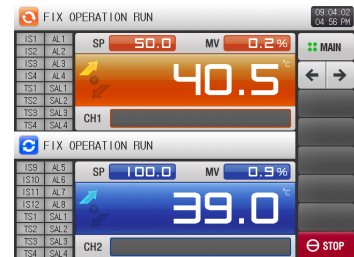 FIX OPERATION RUN
09.04.02
04:56 PM
IS1 AL1
IS2 AL2
IS3 AL3
IS4 AL4
TS1 SAL1
TS2 SAL2
TS3 SAL3
TS4 SAL4
SP 50.0 MV 0.2 %
40.5 ℃
CH1
MAIN
← →
FIX OPERATION RUN
IS9 AL5
IS10 AL6
IS11 AL7
IS12 AL8
TS1 SAL1
TS2 SAL2
TS3 SAL3
TS4 SAL4
SP 100.0 MV 0.9 %
39.0 ℃
CH2
STOP